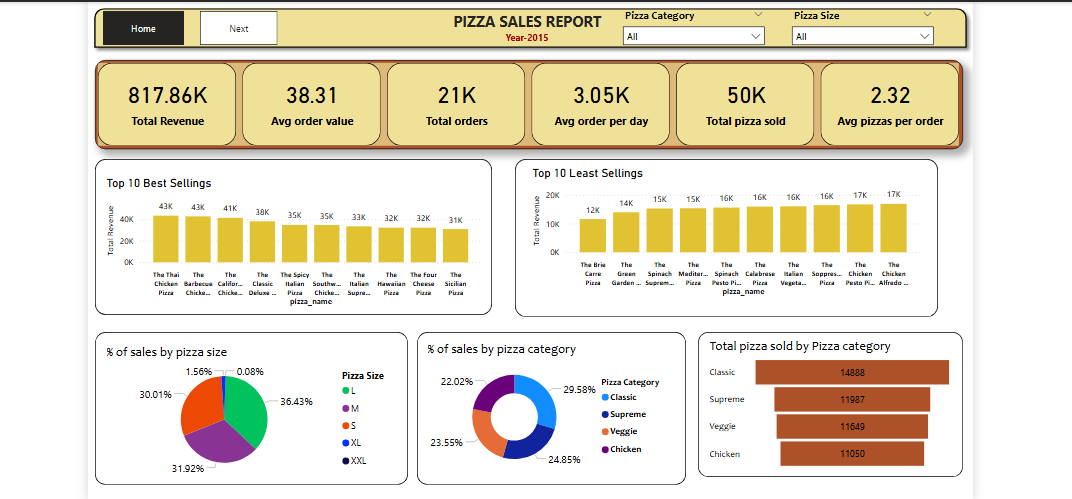 Home
Next
PIZZA SALES REPORT
Year-2015
Pizza Category
All
Pizza Size
All
817.86K
Total Revenue
38.31
Avg order value
21K
Total orders
3.05K
Avg order per day
50K
Total pizza sold
2.32
Avg pizzas per order
Top 10 Best Sellings
Total Revenue
40K
20K
0K
43K 43K 41K 38K 35K 35K 33K 32K 32K 31K
The Thai Chicken Pizza
The Barbecue Chicke...
The Califor... Chicke...
The Classic Deluxe ...
The Spicy Italian Pizza
The Southw... Chicke...
The Italian Supre...
The Hawaiian Pizza
The Four Cheese Pizza
The Sicilian Pizza
pizza_name
Top 10 Least Sellings
Total Revenue
20K
10K
0K
12K 14K 15K 15K 16K 16K 16K 16K 17K 17K
The Brie Carre Pizza
The Green Garden ...
The Spinach Suprem...
The Mediter... Pizza
The Spinach Pesto Pi...
The Calabrese Pizza
The Italian Vegeta...
The Soppres... Pizza
The Chicken Pesto Pi...
The Chicken Alfredo ...
pizza_name
% of sales by pizza size
1.56%
0.08%
30.01%
36.43%
31.92%
Pizza Size
L
M
S
XL
XXL
% of sales by pizza category
22.02%
29.58%
23.55%
24.85%
Pizza Category
Classic
Supreme
Veggie
Chicken
Total pizza sold by Pizza category
Classic 14888
Supreme 11987
Veggie 11649
Chicken 11050